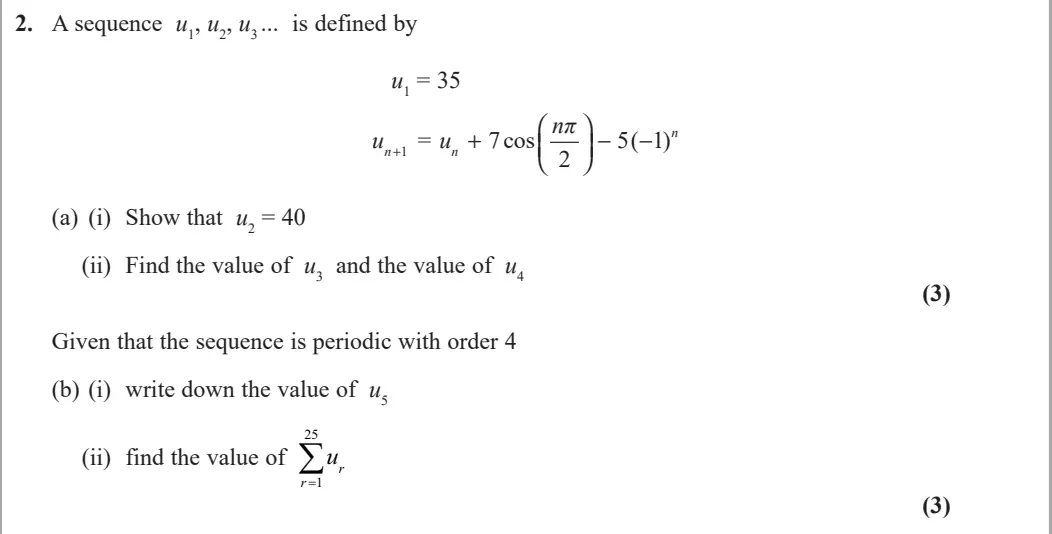 2. A sequence u₁, u₂, u₃... is defined by
u₁ = 35
uₙ₊₁ = uₙ + 7cos(nπ/2) − 5(−1)ⁿ
(a) (i) Show that u₂ = 40
(ii) Find the value of u₃ and the value of u₄
(3)
Given that the sequence is periodic with order 4
(b) (i) write down the value of u₅
(ii) find the value of ∑_{r=1}^{25} uᵣ
(3)